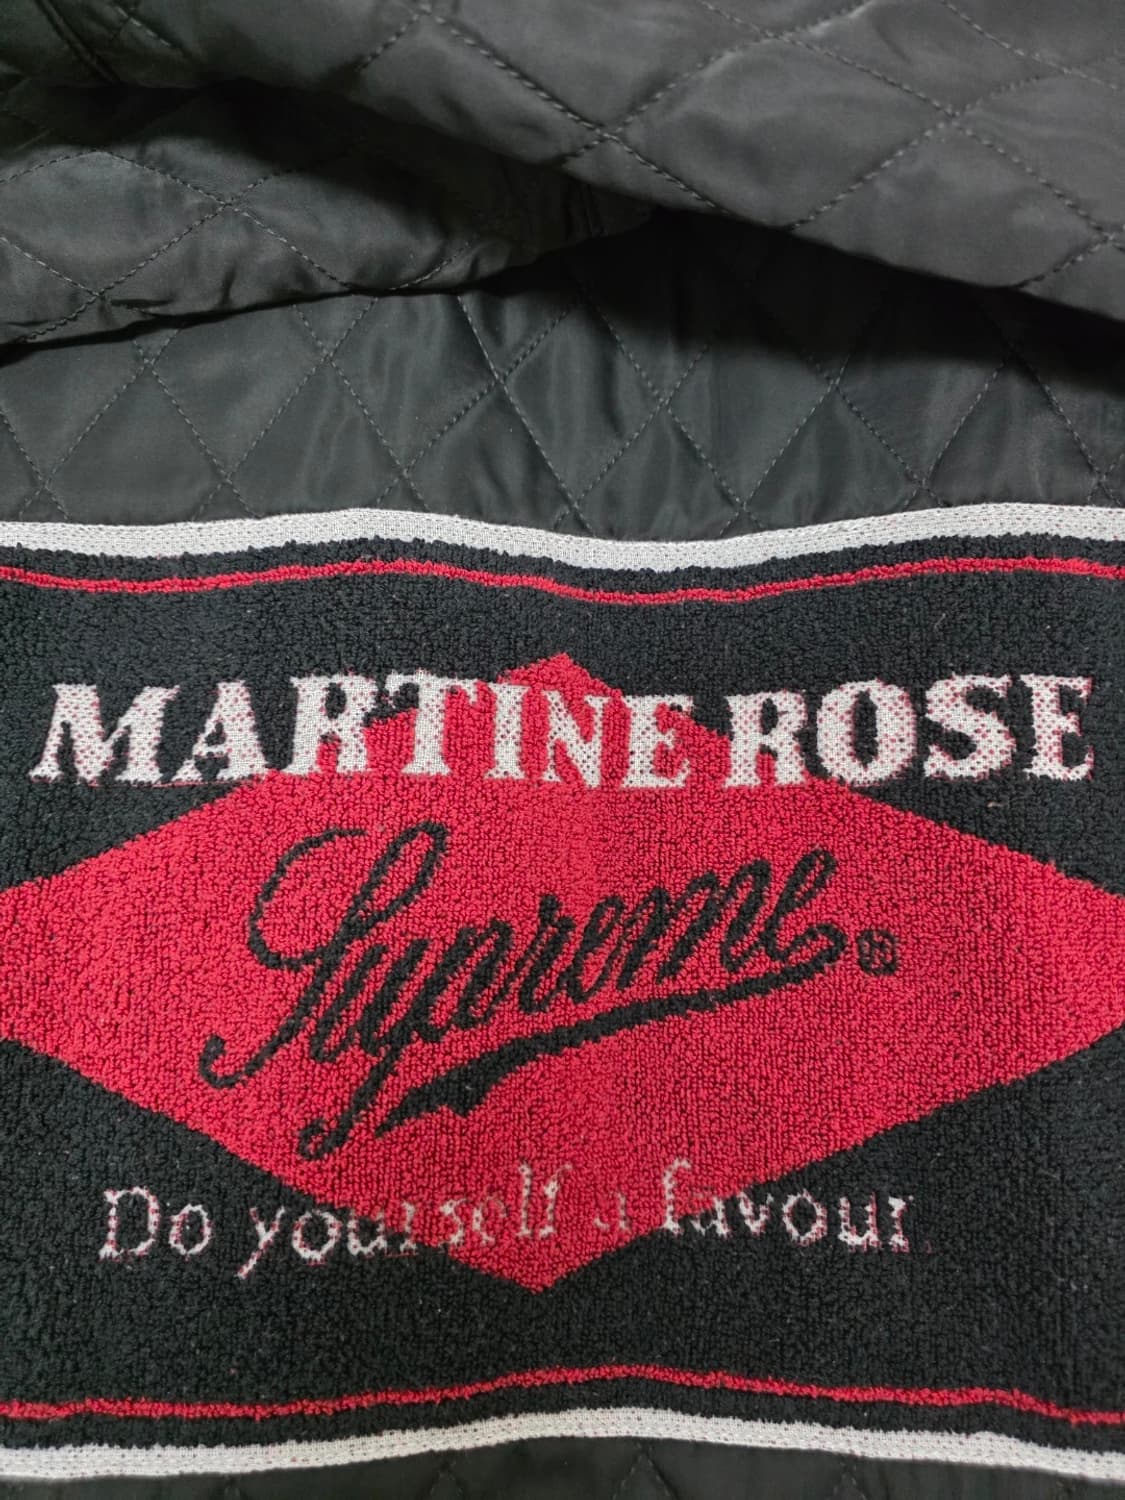 MARTINE ROSE
Supreme®
Do yourself a favour.